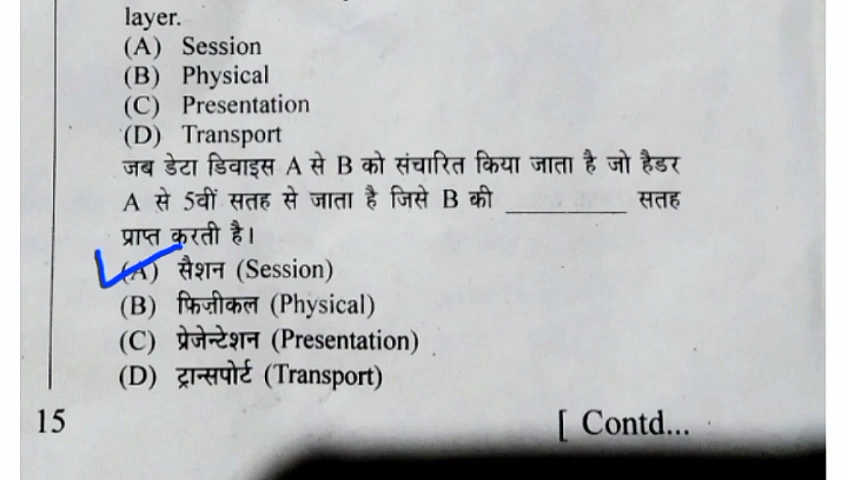 layer.
(A) Session
(B) Physical
(C) Presentation
(D) Transport
जब डेटा डिवाइस A से B को संचारित किया जाता है जो हैडर
A से 5वीं सतह से जाता है जिसे B की ________ सतह
प्राप्त करती है।
(A) सैशन (Session)
(B) फिज़ीकल (Physical)
(C) प्रेजेन्टेशन (Presentation)
(D) ट्रान्सपोर्ट (Transport)
15 [ Contd...